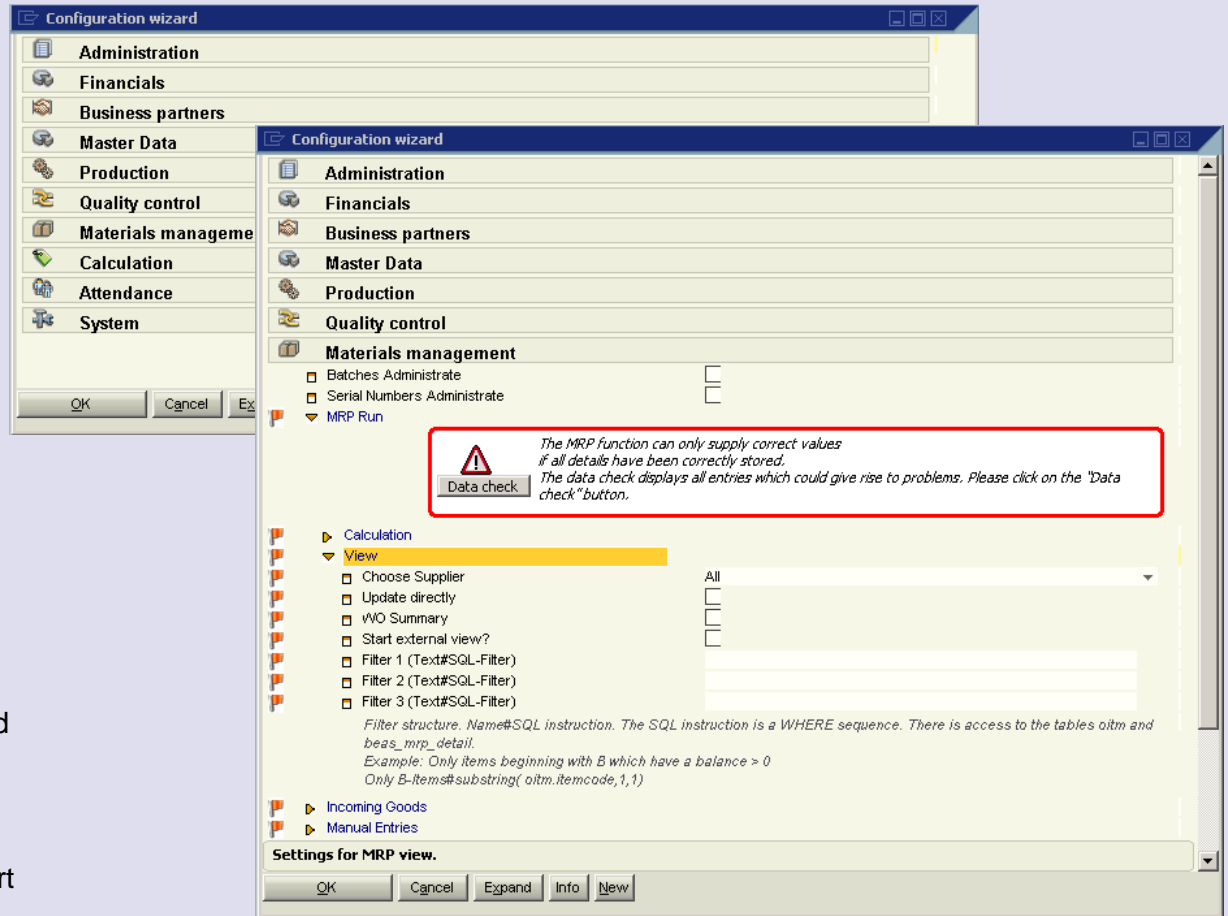 Configuration wizard
Administration
Financials
Business partners
Master Data
Production
Quality control
Materials manageme
Calculation
Attendance
System
OK Cancel Ex
Configuration wizard
Administration
Financials
Business partners
Master Data
Production
Quality control
Materials management
Batches Administrate
Serial Numbers Administrate
MRP Run
The MRP function can only supply correct values
if all details have been correctly stored.
The data check displays all entries which could give rise to problems. Please click on the "Data
check" button.
Data check
Calculation
View
Choose Supplier All
Update directly
WO Summary
Start external view?
Filter 1 (Text#SQL-Filter)
Filter 2 (Text#SQL-Filter)
Filter 3 (Text#SQL-Filter)
Filter structure. Name#SQL instruction. The SQL instruction is a WHERE sequence. There is access to the tables oitm and
beas_mrp_detail.
Example: Only items beginning with B which have a balance > 0
Only B-Items#substring( oitm.itemcode,1,1)
Incoming Goods
Manual Entries
Settings for MRP view.
OK Cancel Expand Info New
d
rt